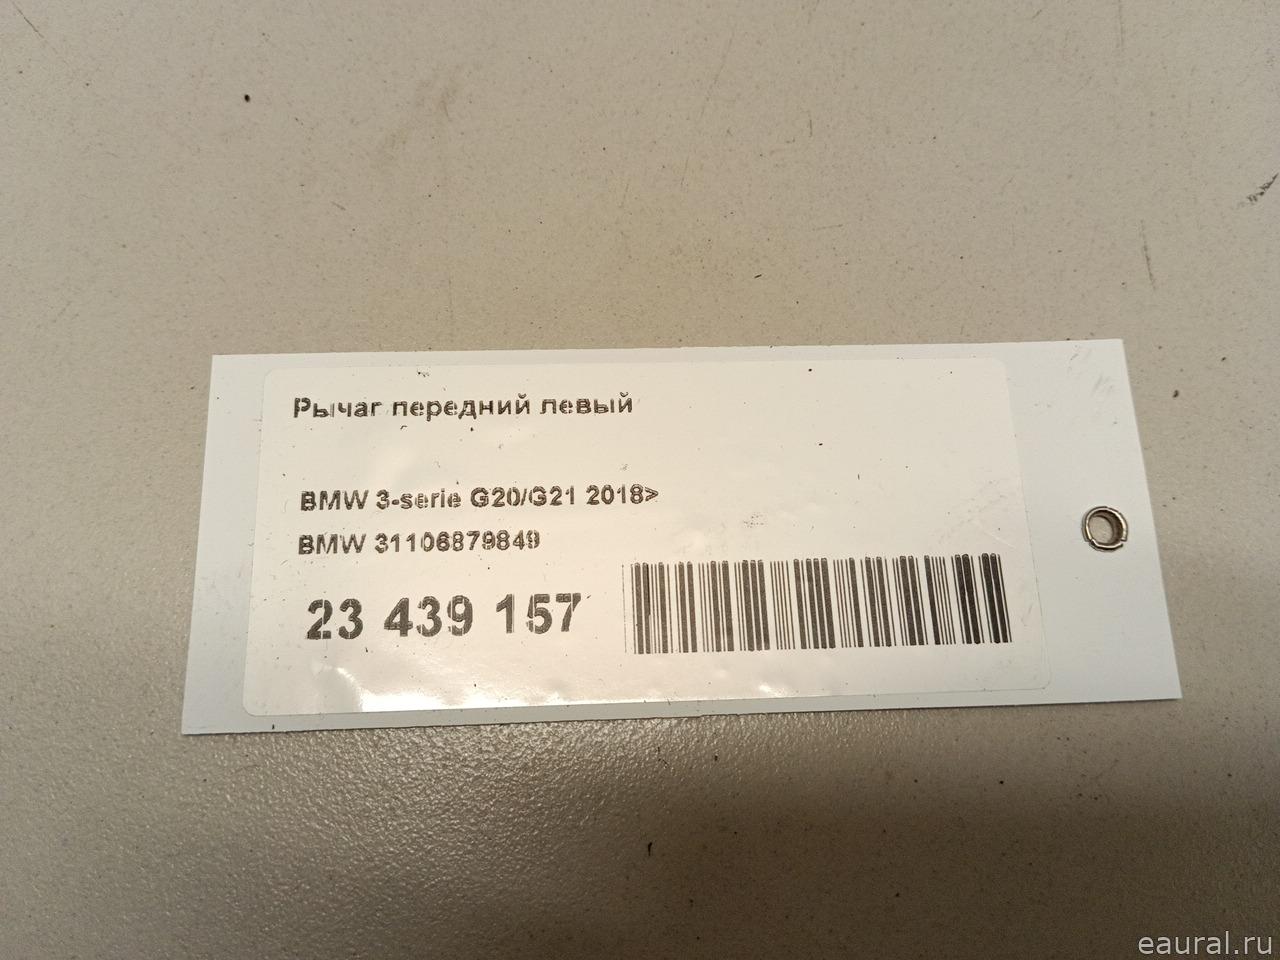 Рычаг передний левый
BMW 3-serie G20/G21 2018>
BMW 31106879849
23 439 157
eaural.ru